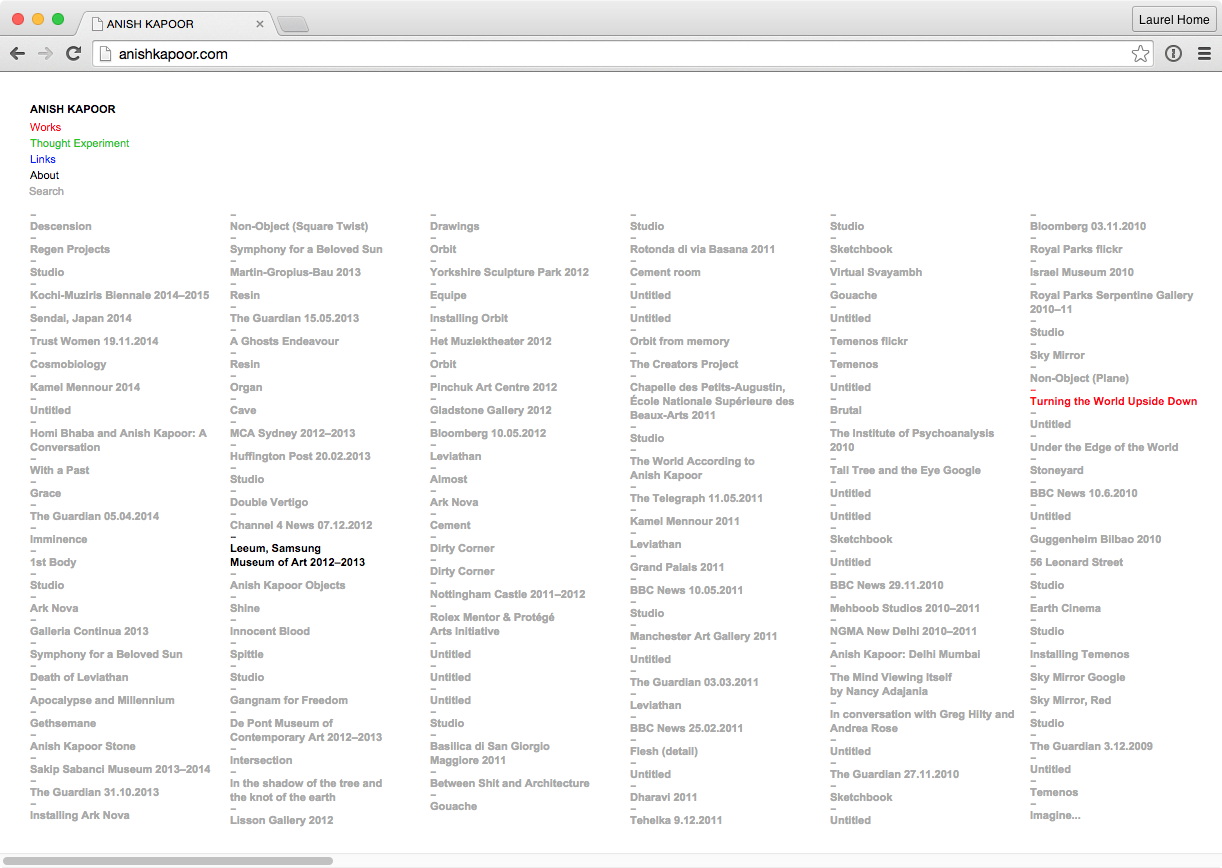 ANISH KAPOOR
Laurel Home
anishkapoor.com
ANISH KAPOOR
Works
Thought Experiment
Links
About
Search
–
Descension
–
Regen Projects
–
Studio
–
Kochi-Muziris Biennale 2014–2015
–
Sendai, Japan 2014
–
Trust Women 19.11.2014
–
Cosmobiology
–
Kamel Mennour 2014
–
Untitled
–
Homi Bhaba and Anish Kapoor: A
Conversation
–
With a Past
–
Grace
–
The Guardian 05.04.2014
–
Imminence
–
1st Body
–
Studio
–
Ark Nova
–
Galleria Continua 2013
–
Symphony for a Beloved Sun
–
Death of Leviathan
–
Apocalypse and Millennium
–
Gethsemane
–
Anish Kapoor Stone
–
Sakip Sabanci Museum 2013–2014
–
The Guardian 31.10.2013
–
Installing Ark Nova
–
Non-Object (Square Twist)
–
Symphony for a Beloved Sun
–
Martin-Gropius-Bau 2013
–
Resin
–
The Guardian 15.05.2013
–
A Ghosts Endeavour
–
Resin
–
Organ
–
Cave
–
MCA Sydney 2012–2013
–
Huffington Post 20.02.2013
–
Studio
–
Double Vertigo
–
Channel 4 News 07.12.2012
–
Leeum, Samsung
Museum of Art 2012–2013
–
Anish Kapoor Objects
–
Shine
–
Innocent Blood
–
Spittle
–
Studio
–
Gangnam for Freedom
–
De Pont Museum of
Contemporary Art 2012–2013
–
Intersection
–
In the shadow of the tree and
the knot of the earth
–
Lisson Gallery 2012
–
Drawings
–
Orbit
–
Yorkshire Sculpture Park 2012
–
Equipe
–
Installing Orbit
–
Het Muziektheater 2012
–
Orbit
–
Pinchuk Art Centre 2012
–
Gladstone Gallery 2012
–
Bloomberg 10.05.2012
–
Leviathan
–
Almost
–
Ark Nova
–
Cement
–
Dirty Corner
–
Dirty Corner
–
Nottingham Castle 2011–2012
–
Rolex Mentor & Protégé
Arts Initiative
–
Untitled
–
Untitled
–
Untitled
–
Studio
–
Basilica di San Giorgio
Maggiore 2011
–
Between Shit and Architecture
–
Gouache
–
Studio
–
Rotonda di via Basana 2011
–
Cement room
–
Untitled
–
Untitled
–
Orbit from memory
–
The Creators Project
–
Chapelle des Petits-Augustin,
École Nationale Supérieure des
Beaux-Arts 2011
–
Studio
–
The World According to
Anish Kapoor
–
The Telegraph 11.05.2011
–
Kamel Mennour 2011
–
Leviathan
–
Grand Palais 2011
–
BBC News 10.05.2011
–
Studio
–
Manchester Art Gallery 2011
–
Untitled
–
The Guardian 03.03.2011
–
Leviathan
–
BBC News 25.02.2011
–
Flesh (detail)
–
Untitled
–
Dharavi 2011
–
Tehelka 9.12.2011
–
Studio
–
Sketchbook
–
Virtual Svayambh
–
Gouache
–
Untitled
–
Temenos flickr
–
Temenos
–
Untitled
–
Brutal
–
The Institute of Psychoanalysis
2010
–
Tall Tree and the Eye Google
–
Untitled
–
Untitled
–
Sketchbook
–
Untitled
–
BBC News 29.11.2010
–
Mehboob Studios 2010–2011
–
NGMA New Delhi 2010–2011
–
Anish Kapoor: Delhi Mumbai
–
The Mind Viewing Itself
by Nancy Adajania
–
In conversation with Greg Hilty and
Andrea Rose
–
Untitled
–
The Guardian 27.11.2010
–
Sketchbook
–
Untitled
–
Bloomberg 03.11.2010
–
Royal Parks flickr
–
Israel Museum 2010
–
Royal Parks Serpentine Gallery
2010–11
–
Studio
–
Sky Mirror
–
Non-Object (Plane)
–
Turning the World Upside Down
–
Untitled
–
Under the Edge of the World
–
Stoneyard
–
BBC News 10.6.2010
–
Untitled
–
Guggenheim Bilbao 2010
–
56 Leonard Street
–
Studio
–
Earth Cinema
–
Studio
–
Installing Temenos
–
Sky Mirror Google
–
Sky Mirror, Red
–
Studio
–
The Guardian 3.12.2009
–
Untitled
–
Temenos
–
Imagine...